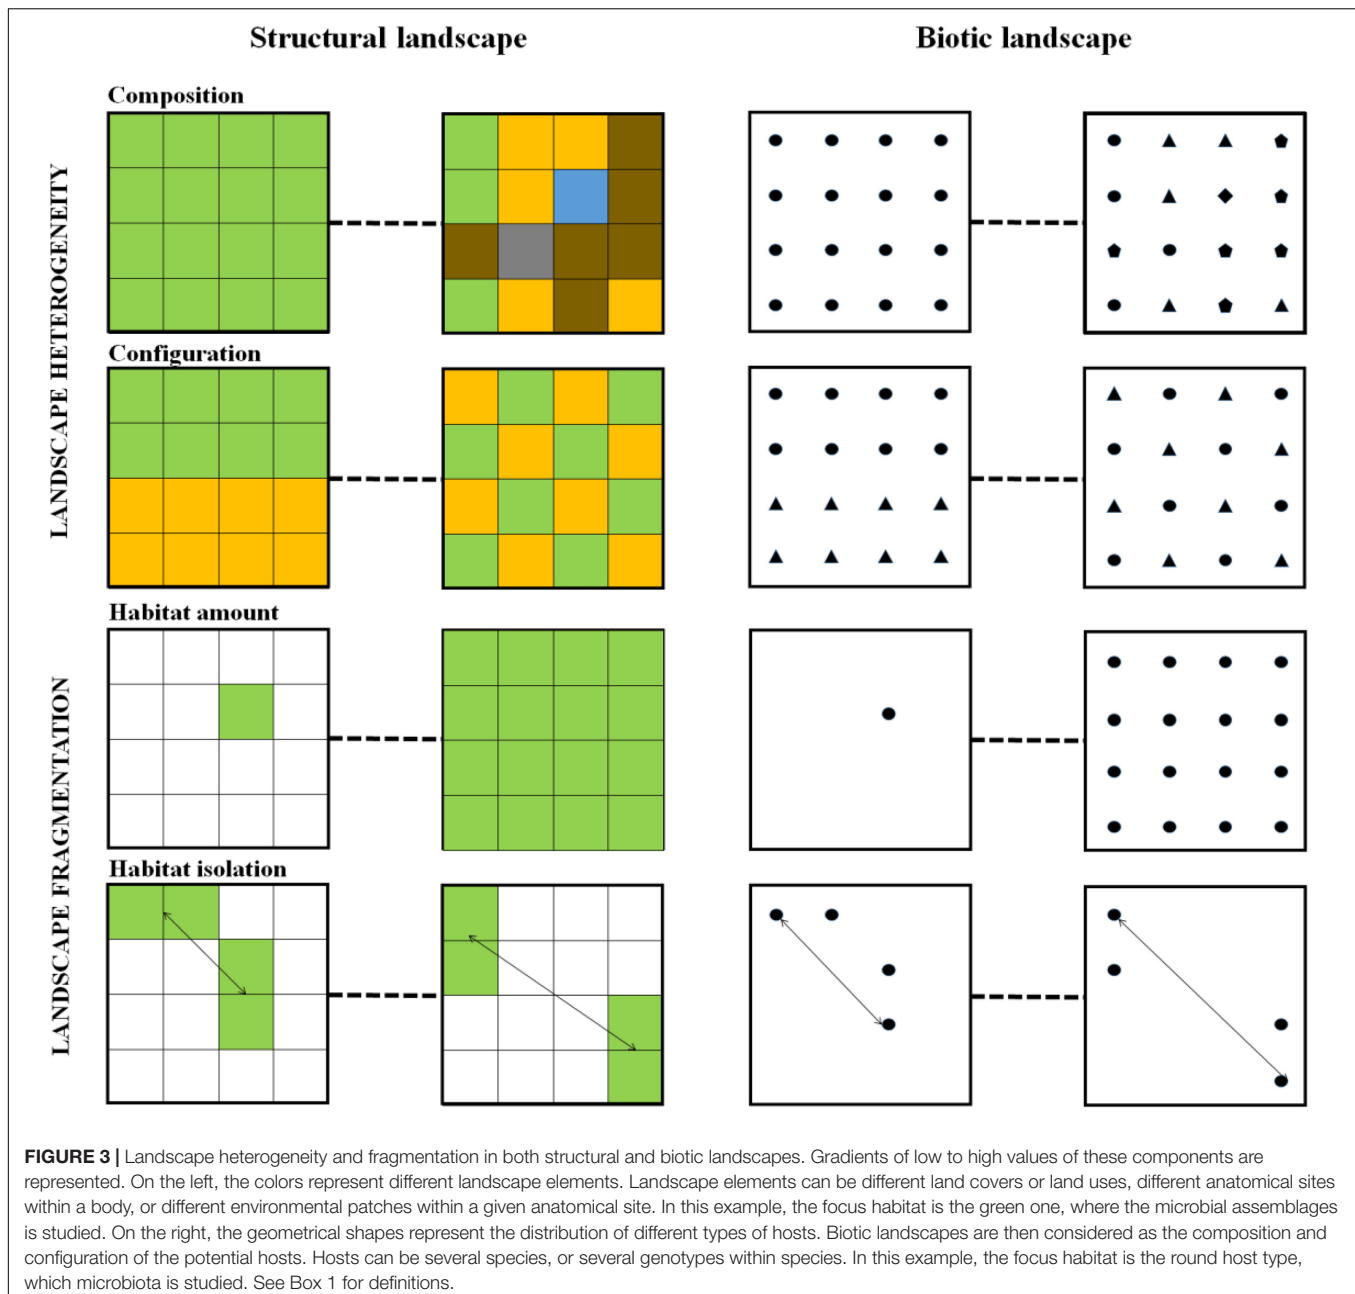 Structural landscape
Biotic landscape
LANDSCAPE HETEROGENEITY
Composition
Configuration
LANDSCAPE FRAGMENTATION
Habitat amount
Habitat isolation
FIGURE 3 | Landscape heterogeneity and fragmentation in both structural and biotic landscapes. Gradients of low to high values of these components are
represented. On the left, the colors represent different landscape elements. Landscape elements can be different land covers or land uses, different anatomical sites
within a body, or different environmental patches within a given anatomical site. In this example, the focus habitat is the green one, where the microbial assemblages
is studied. On the right, the geometrical shapes represent the distribution of different types of hosts. Biotic landscapes are then considered as the composition and
configuration of the potential hosts. Hosts can be several species, or several genotypes within species. In this example, the focus habitat is the round host type,
which microbiota is studied. See Box 1 for definitions.